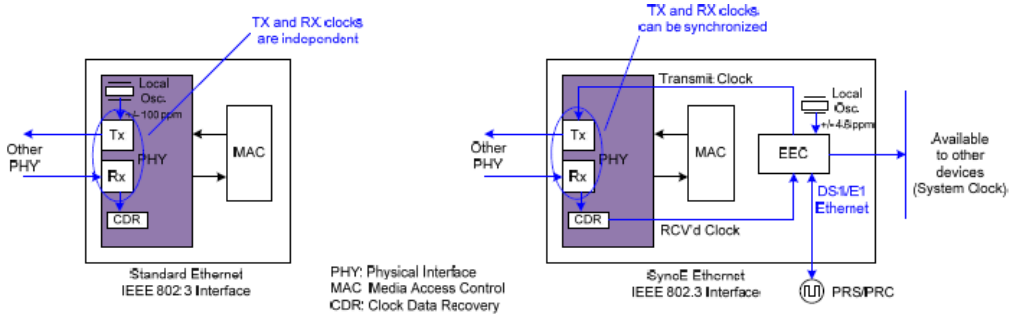 TX and RX clocks
are independent
Local
Osc.
+/- 100 ppm
Tx
Other
PHY
PHY
Rx
MAC
CDR
Standard Ethernet
IEEE 802.3 Interface
PHY: Physical Interface
MAC Media Access Control
CDR: Clock Data Recovery
TX and RX clocks
can be synchronized
Transmit Clock
Local
Osc.
+/- 4.6ppm
Tx
Other
PHY
PHY
Rx
MAC
EEC
Available
to other
devices
(System Clock)
DS1/E1
Ethernet
CDR
RCV'd Clock
PRS/PRC
SyncE Ethernet
IEEE 802.3 Interface